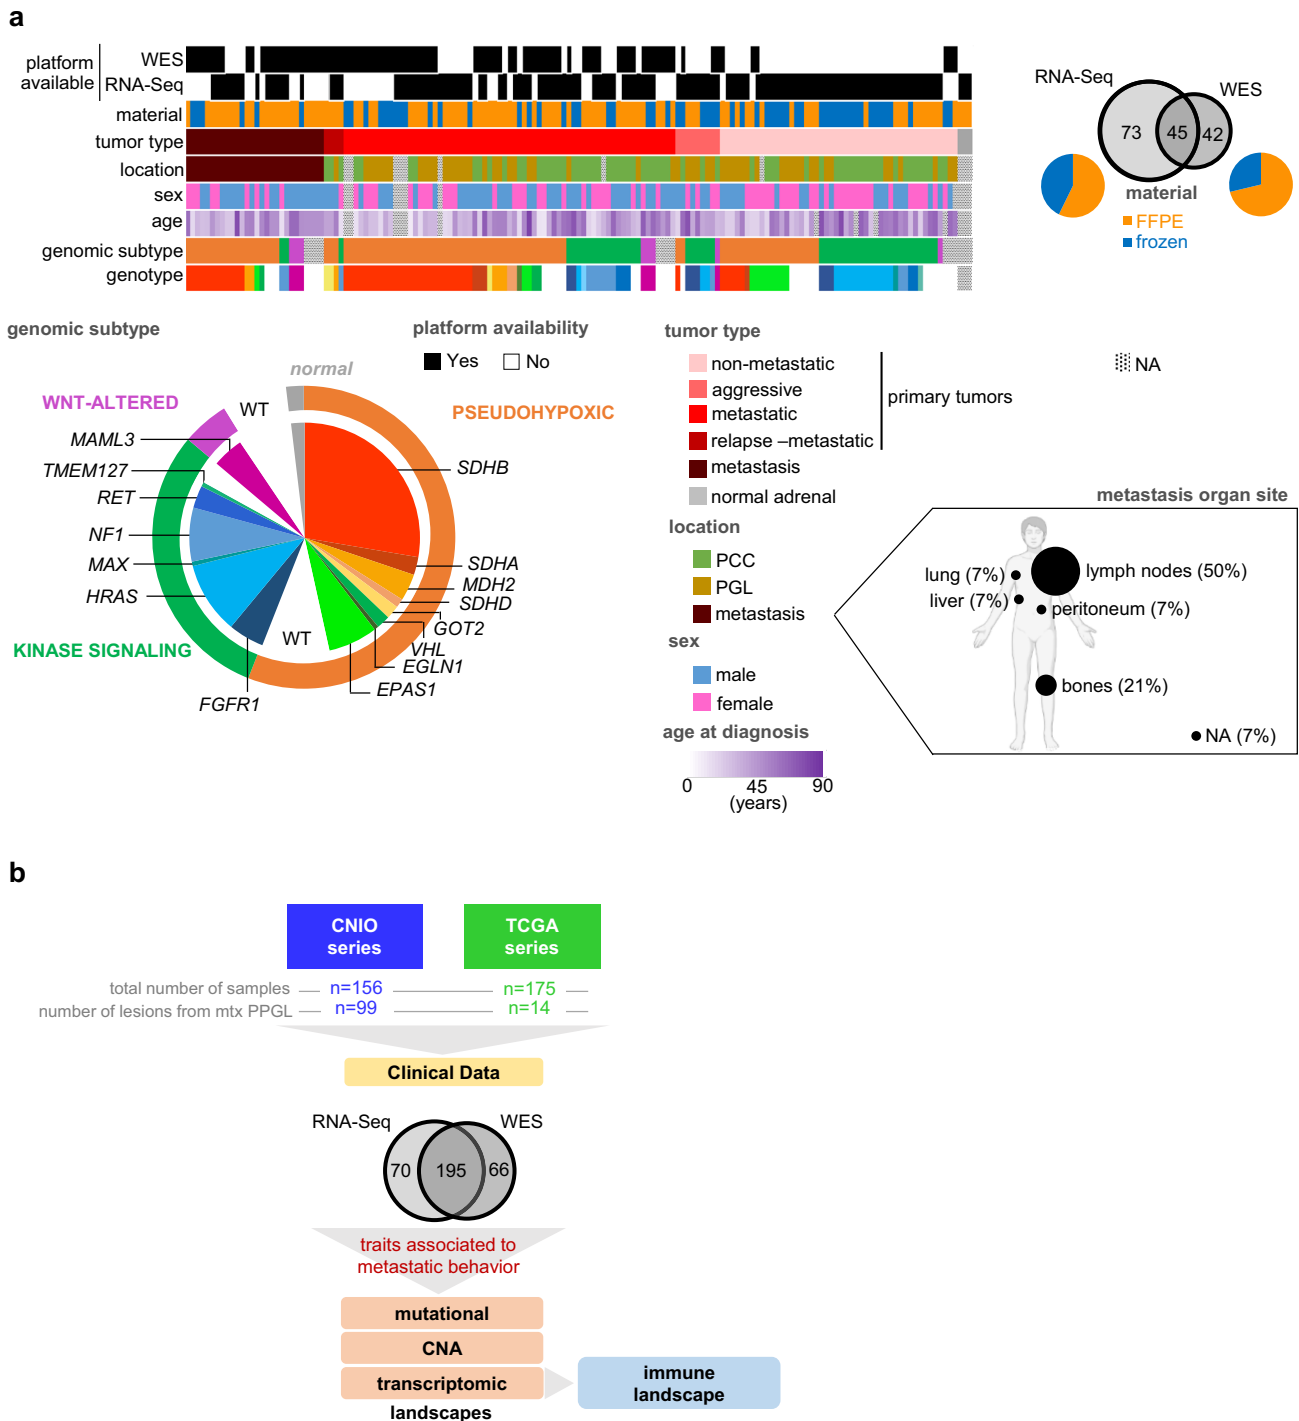 a
platform
available
WES
RNA-Seq
material
tumor type
location
sex
age
genomic subtype
genotype
RNA-Seq
WES
73
45
42
material
FFPE
frozen
genomic subtype
normal
WNT-ALTERED
WT
PSEUDOHYPOXIC
MAML3
TMEM127
RET
NF1
MAX
HRAS
KINASE SIGNALING
FGFR1
WT
SDHB
SDHA
MDH2
SDHD
GOT2
VHL
EGLN1
EPAS1
platform availability
Yes
No
tumor type
non-metastatic
aggressive
metastatic
relapse –metastatic
metastasis
normal adrenal
primary tumors
NA
location
PCC
PGL
metastasis
sex
male
female
age at diagnosis
0
45
90
(years)
metastasis organ site
lung (7%)
lymph nodes (50%)
liver (7%)
peritoneum (7%)
bones (21%)
NA (7%)
b
CNIO
series
TCGA
series
total number of samples
n=156
n=175
number of lesions from mtx PPGL
n=99
n=14
Clinical Data
RNA-Seq
WES
70
195
66
traits associated to
metastatic behavior
mutational
CNA
transcriptomic
landscapes
immune
landscape